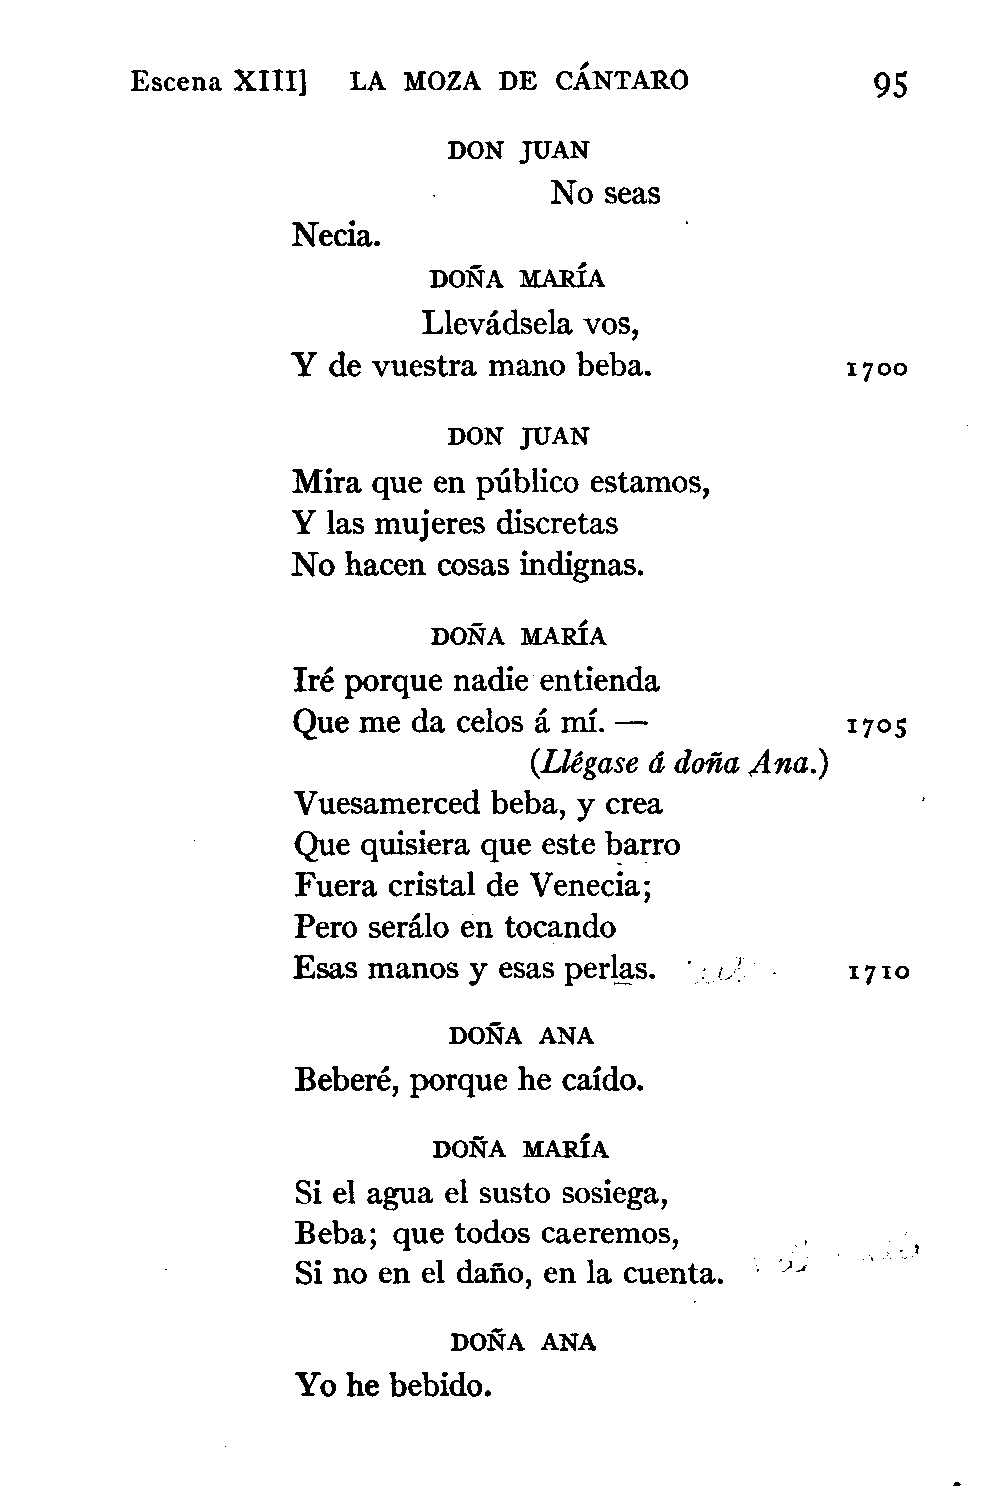 Escena XIII] LA MOZA DE CÁNTARO 95
DON JUAN
No seas
Necia.
DOÑA MARÍA
Llevádsela vos,
Y de vuestra mano beba. 1700
DON JUAN
Mira que en público estamos,
Y las mujeres discretas
No hacen cosas indignas.
DOÑA MARÍA
Iré porque nadie entienda
Que me da celos á mí. — 1705
(Llégase á doña Ana.)
Vuesamerced beba, y crea
Que quisiera que este barro
Fuera cristal de Venecia;
Pero serálo en tocando
Esas manos y esas perlas. 1710
DOÑA ANA
Beberé, porque he caído.
DOÑA MARÍA
Si el agua el susto sosiega,
Beba; que todos caeremos,
Si no en el daño, en la cuenta.
DOÑA ANA
Yo he bebido.